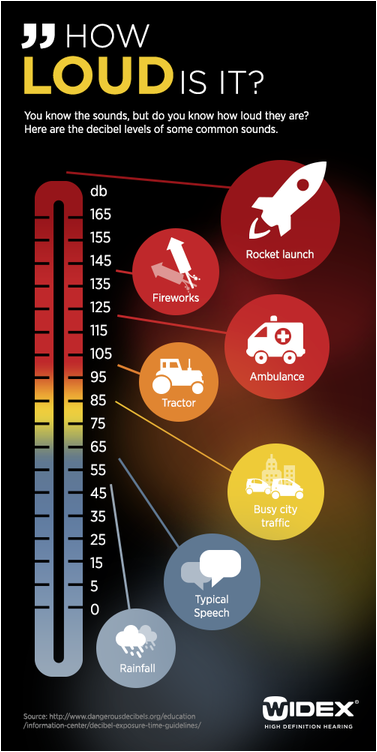 HOW
LOUD IS IT?
You know the sounds, but do you know how loud they are?
Here are the decibel levels of some common sounds.
db
165
155
145
135
125
115
105
95
85
75
65
55
45
35
25
15
5
0
Rocket launch
Fireworks
Ambulance
Tractor
Busy city
traffic
Typical
Speech
Rainfall
Source: http://www.dangerousdecibels.org/education
/information-center/decibel-exposure-time-guidelines/
WIDEX®
HIGH DEFINITION HEARING